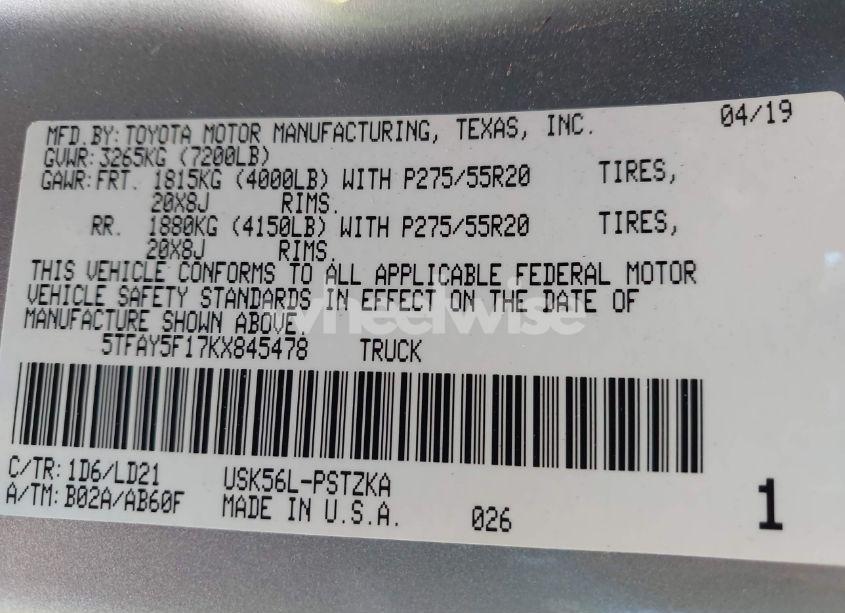 MFD.BY: TOYOTA MOTOR MANUFACTURING, TEXAS, INC. 04/19
GVWR: 3265KG (7200LB)
GAWR: FRT. 1815KG (4000LB) WITH P275/55R20 TIRES,
20X8J RIMS.
RR. 1880KG (4150LB) WITH P275/55R20 TIRES,
20X8J RIMS.
THIS VEHICLE CONFORMS TO ALL APPLICABLE FEDERAL MOTOR
VEHICLE SAFETY STANDARDS IN EFFECT ON THE DATE OF
MANUFACTURE SHOWN ABOVE.
wheelwise
5TFAY5F17KX845478 TRUCK
C/TR: 1D6/LD21 USK56L-PSTZKA
A/TM: B02A/AB60F MADE IN U.S.A. 026 1